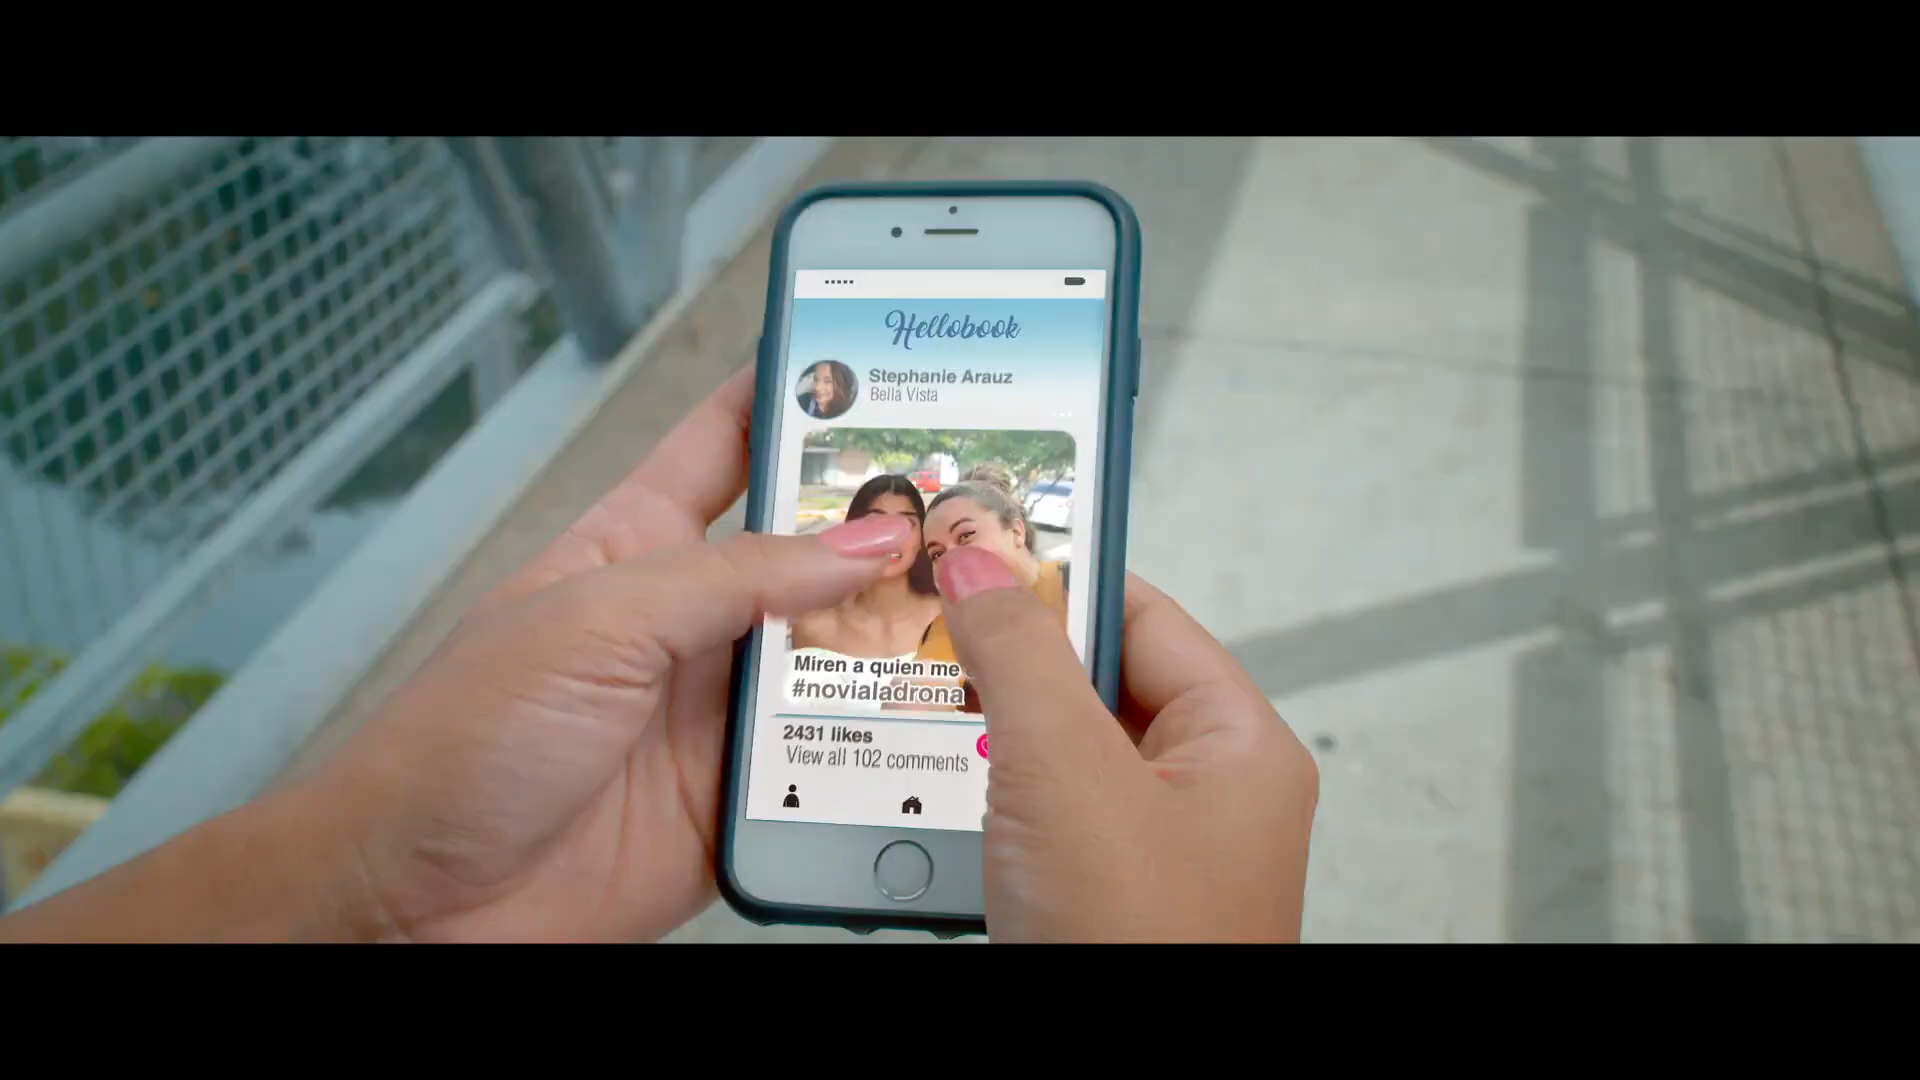 Hellobook
Stephanie Arauz
Bella Vista
Miren a quien me
#novialadrona
2431 likes
View all 102 comments